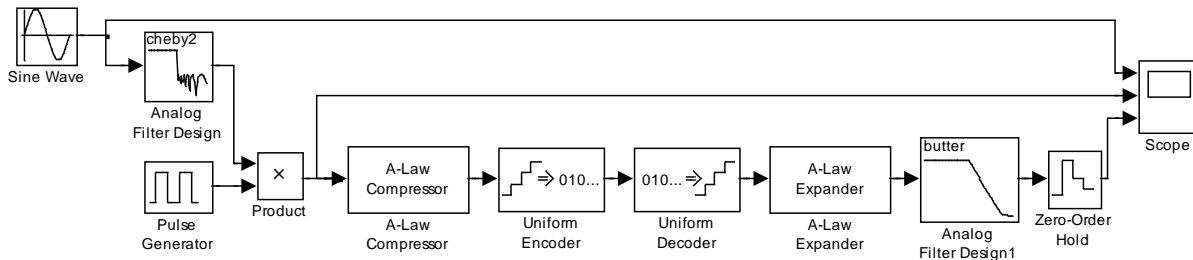 Sine Wave
cheby2
Analog
Filter Design
Pulse
Generator
×
Product
A-Law
Compressor
A-Law
Compressor
010...
Uniform
Encoder
010...
Uniform
Decoder
A-Law
Expander
A-Law
Expander
butter
Analog
Filter Design1
Zero-Order
Hold
Scope